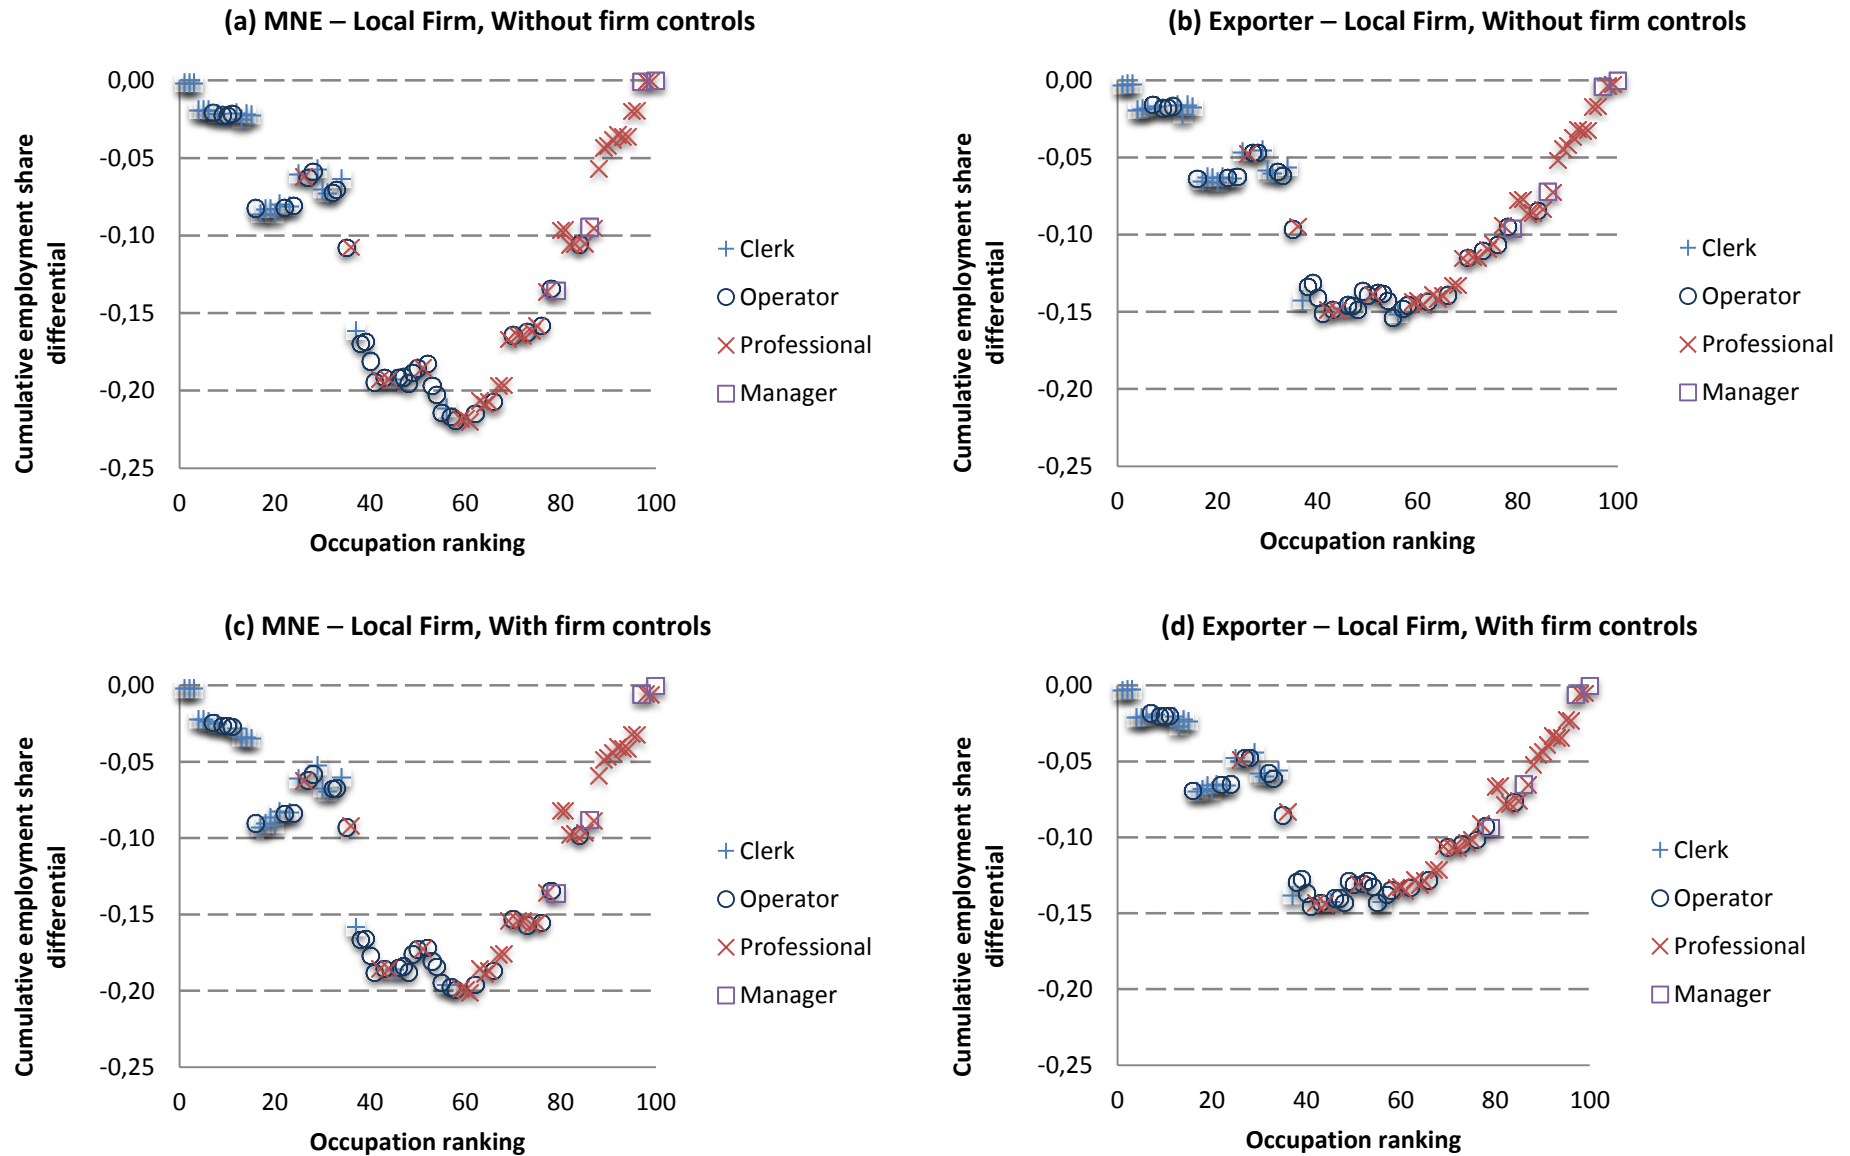 (a) MNE – Local Firm, Without firm controls
Cumulative employment share
differential
0,00
-0,05
-0,10
-0,15
-0,20
-0,25
0 20 40 60 80 100
Occupation ranking
Clerk
Operator
Professional
Manager
(b) Exporter – Local Firm, Without firm controls
Cumulative employment share
differential
0,00
-0,05
-0,10
-0,15
-0,20
-0,25
0 20 40 60 80 100
Occupation ranking
Clerk
Operator
Professional
Manager
(c) MNE – Local Firm, With firm controls
Cumulative employment share
differential
0,00
-0,05
-0,10
-0,15
-0,20
-0,25
0 20 40 60 80 100
Occupation ranking
Clerk
Operator
Professional
Manager
(d) Exporter – Local Firm, With firm controls
Cumulative employment share
differential
0,00
-0,05
-0,10
-0,15
-0,20
-0,25
0 20 40 60 80 100
Occupation ranking
Clerk
Operator
Professional
Manager